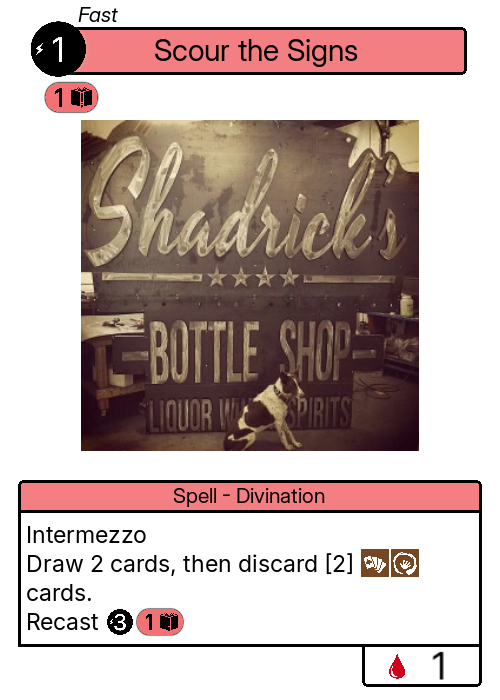 Fast
1
Scour the Signs
1
Shadrick's
BOTTLE SHOP
LIQUOR WINE SPIRITS
Spell - Divination
Intermezzo
Draw 2 cards, then discard [2]
cards.
Recast 3 1
1